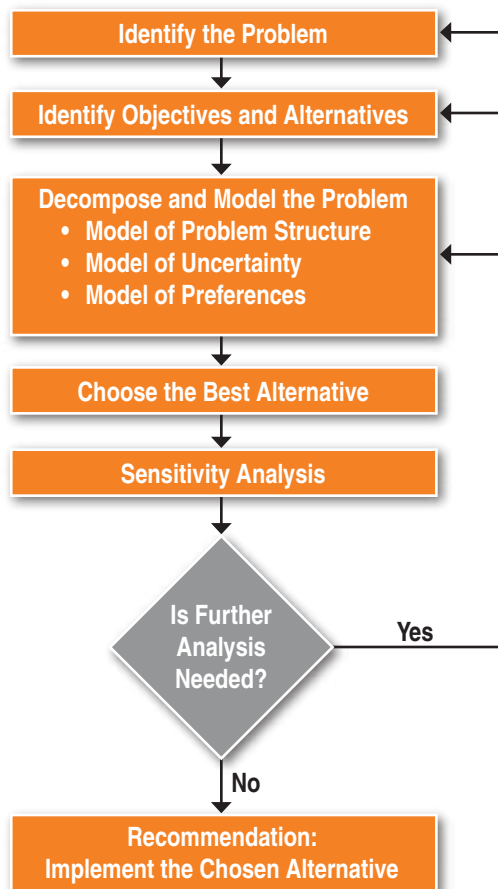 Identify the Problem
Identify Objectives and Alternatives
Decompose and Model the Problem
• Model of Problem Structure
• Model of Uncertainty
• Model of Preferences
Choose the Best Alternative
Sensitivity Analysis
Is Further
Analysis
Needed?
Yes
No
Recommendation:
Implement the Chosen Alternative